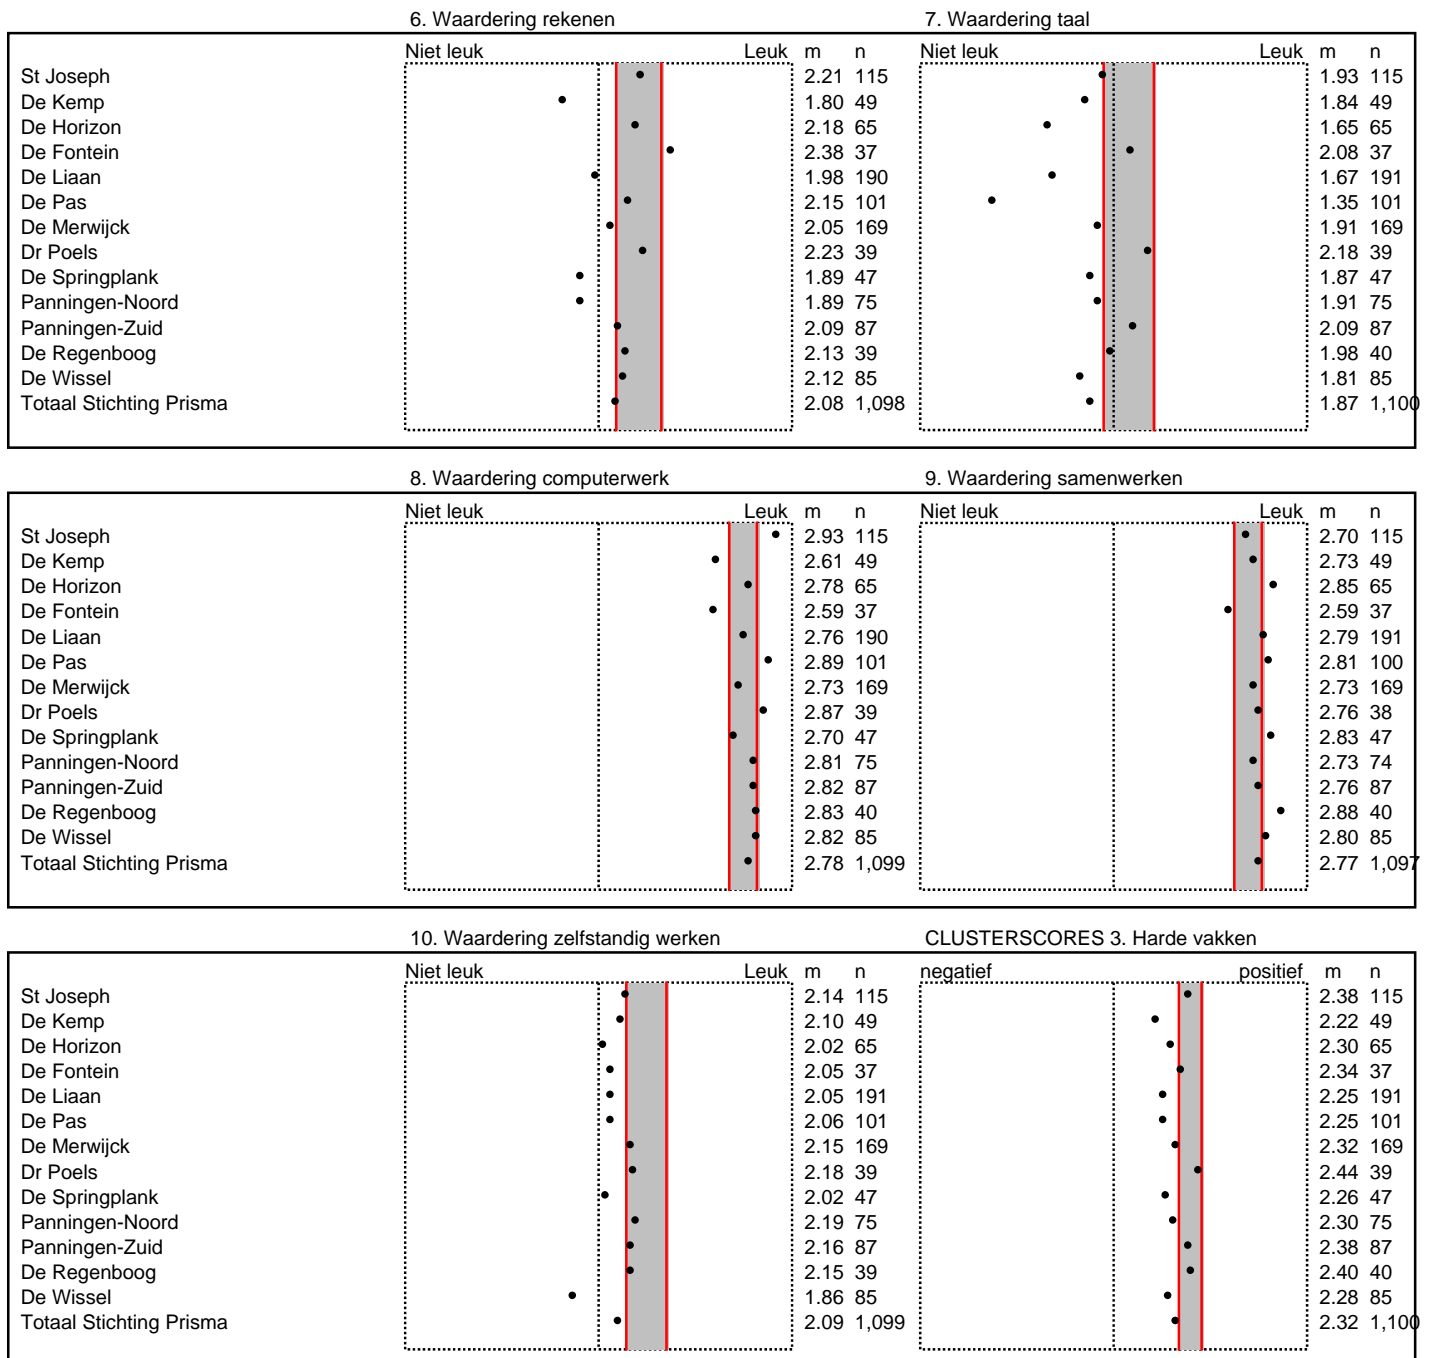 6. Waardering rekenen 7. Waardering taal
Niet leuk Leuk m n Niet leuk Leuk m n
St Joseph 2.21 115 1.93 115
De Kemp 1.80 49 1.84 49
De Horizon 2.18 65 1.65 65
De Fontein 2.38 37 2.08 37
De Liaan 1.98 190 1.67 191
De Pas 2.15 101 1.35 101
De Merwijck 2.05 169 1.91 169
Dr Poels 2.23 39 2.18 39
De Springplank 1.89 47 1.87 47
Panningen-Noord 1.89 75 1.91 75
Panningen-Zuid 2.09 87 2.09 87
De Regenboog 2.13 39 1.98 40
De Wissel 2.12 85 1.81 85
Totaal Stichting Prisma 2.08 1,098 1.87 1,100
8. Waardering computerwerk 9. Waardering samenwerken
Niet leuk Leuk m n Niet leuk Leuk m n
St Joseph 2.93 115 2.70 115
De Kemp 2.61 49 2.73 49
De Horizon 2.78 65 2.85 65
De Fontein 2.59 37 2.59 37
De Liaan 2.76 190 2.79 191
De Pas 2.89 101 2.81 100
De Merwijck 2.73 169 2.73 169
Dr Poels 2.87 39 2.76 38
De Springplank 2.70 47 2.83 47
Panningen-Noord 2.81 75 2.73 74
Panningen-Zuid 2.82 87 2.76 87
De Regenboog 2.83 40 2.88 40
De Wissel 2.82 85 2.80 85
Totaal Stichting Prisma 2.78 1,099 2.77 1,097
10. Waardering zelfstandig werken CLUSTERSCORES 3. Harde vakken
Niet leuk Leuk m n negatief positief m n
St Joseph 2.14 115 2.38 115
De Kemp 2.10 49 2.22 49
De Horizon 2.02 65 2.30 65
De Fontein 2.05 37 2.34 37
De Liaan 2.05 191 2.25 191
De Pas 2.06 101 2.25 101
De Merwijck 2.15 169 2.32 169
Dr Poels 2.18 39 2.44 39
De Springplank 2.02 47 2.26 47
Panningen-Noord 2.19 75 2.30 75
Panningen-Zuid 2.16 87 2.38 87
De Regenboog 2.15 39 2.40 40
De Wissel 1.86 85 2.28 85
Totaal Stichting Prisma 2.09 1,099 2.32 1,100